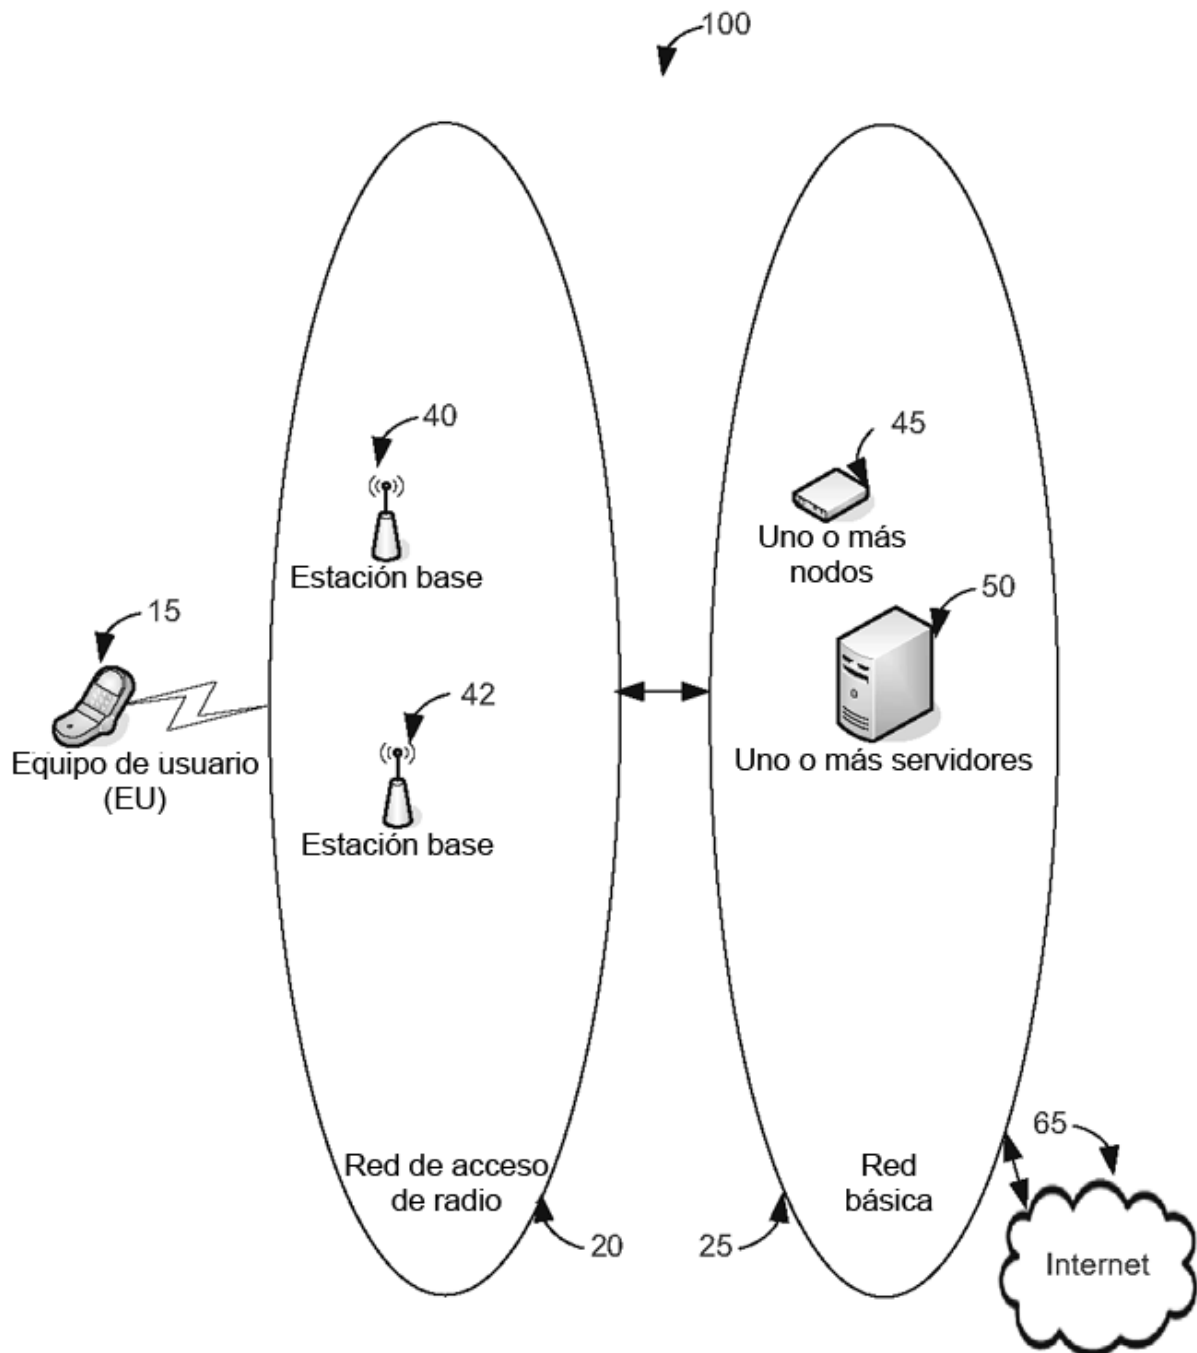 100
40
Estación base
45
Uno o más
nodos
50
15
Equipo de usuario
(EU)
42
Estación base
Uno o más servidores
65
Red de acceso
de radio
20
Red
básica
25
Internet